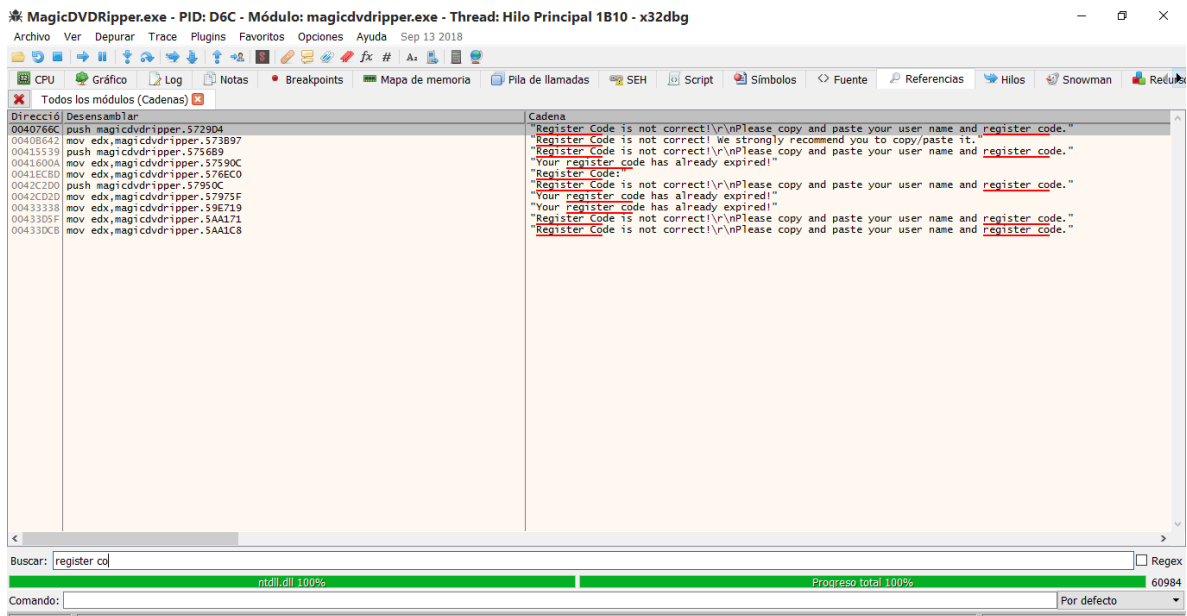 MagicDVDRipper.exe - PID: D6C - Módulo: magicdvdripper.exe - Thread: Hilo Principal 1B10 - x32dbg
Archivo Ver Depurar Trace Plugins Favoritos Opciones Ayuda Sep 13 2018
CPU Gráfico Log Notas Breakpoints Mapa de memoria Pila de llamadas SEH Script Símbolos Fuente Referencias Hilos Snowman
Todos los módulos (Cadenas)
Direcció Desensamblar Cadena
0040766C push magicdvdripper.5729D4 "Register Code is not correct!\r\nPlease copy and paste your user name and register code."
0040B642 mov edx,magicdvdripper.573B97 "Register Code is not correct! We strongly recommend you to copy/paste it."
00415539 push magicdvdripper.5756B9 "Register Code is not correct!\r\nPlease copy and paste your user name and register code."
0041600A mov edx,magicdvdripper.57590C "Your register code has already expired!"
0041ECBD mov edx,magicdvdripper.576EC0 "Register Code:"
0042C2D0 push magicdvdripper.57950C "Register Code is not correct!\r\nPlease copy and paste your user name and register code."
0042CD2D mov edx,magicdvdripper.57975F "Your register code has already expired!"
00433338 mov edx,magicdvdripper.59E719 "Your register code has already expired!"
00433D5F mov edx,magicdvdripper.5AA171 "Register Code is not correct!\r\nPlease copy and paste your user name and register code."
00433DCB mov edx,magicdvdripper.5AA1C8 "Register Code is not correct!\r\nPlease copy and paste your user name and register code."
Buscar: register co Regex
ntdll.dll 100% Progreso total 100% 60984
Comando: Por defecto